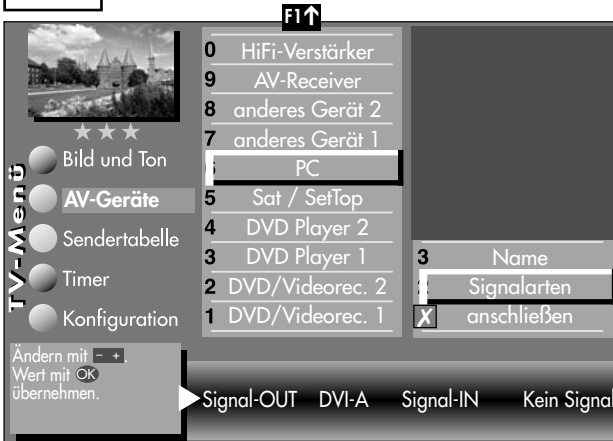 F1↑
0 HiFi-Verstärker
9 AV-Receiver
8 anderes Gerät 2
7 anderes Gerät 1
PC
5 Sat / SetTop
4 DVD Player 2
3 DVD Player 1
2 DVD/Videorec. 2
1 DVD/Videorec. 1
TV-Menü
Bild und Ton
AV-Geräte
Sendertabelle
Timer
Konfiguration
3 Name
Signalarten
X anschließen
Ändern mit - + .
Wert mit OK
übernehmen.
Signal-OUT DVI-A Signal-IN Kein Signal